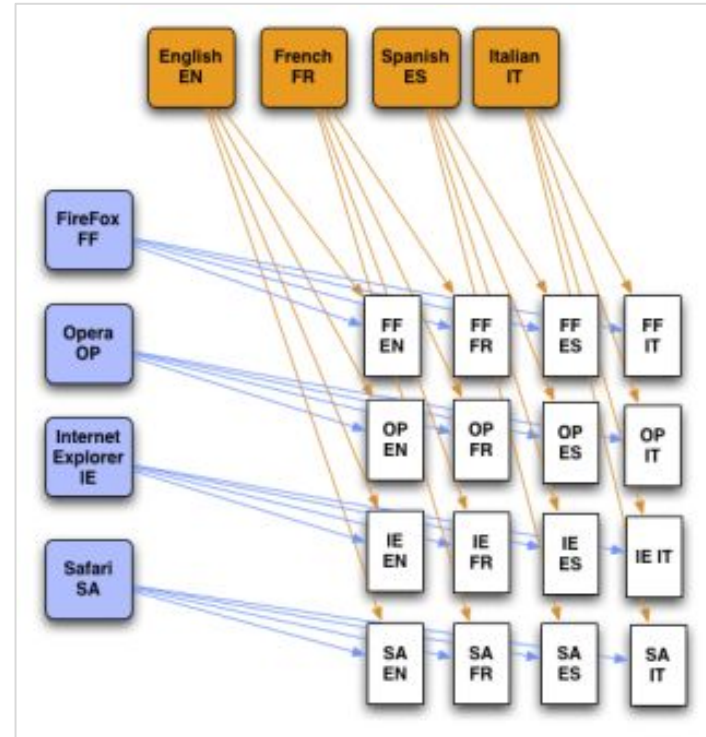 English
EN
French
FR
Spanish
ES
Italian
IT
FireFox
FF
FF
EN
FF
FR
FF
ES
FF
IT
Opera
OP
OP
EN
OP
FR
OP
ES
OP
IT
Internet
Explorer
IE
IE
EN
IE
FR
IE
ES
IE IT
Safari
SA
SA
EN
SA
FR
SA
ES
SA
IT